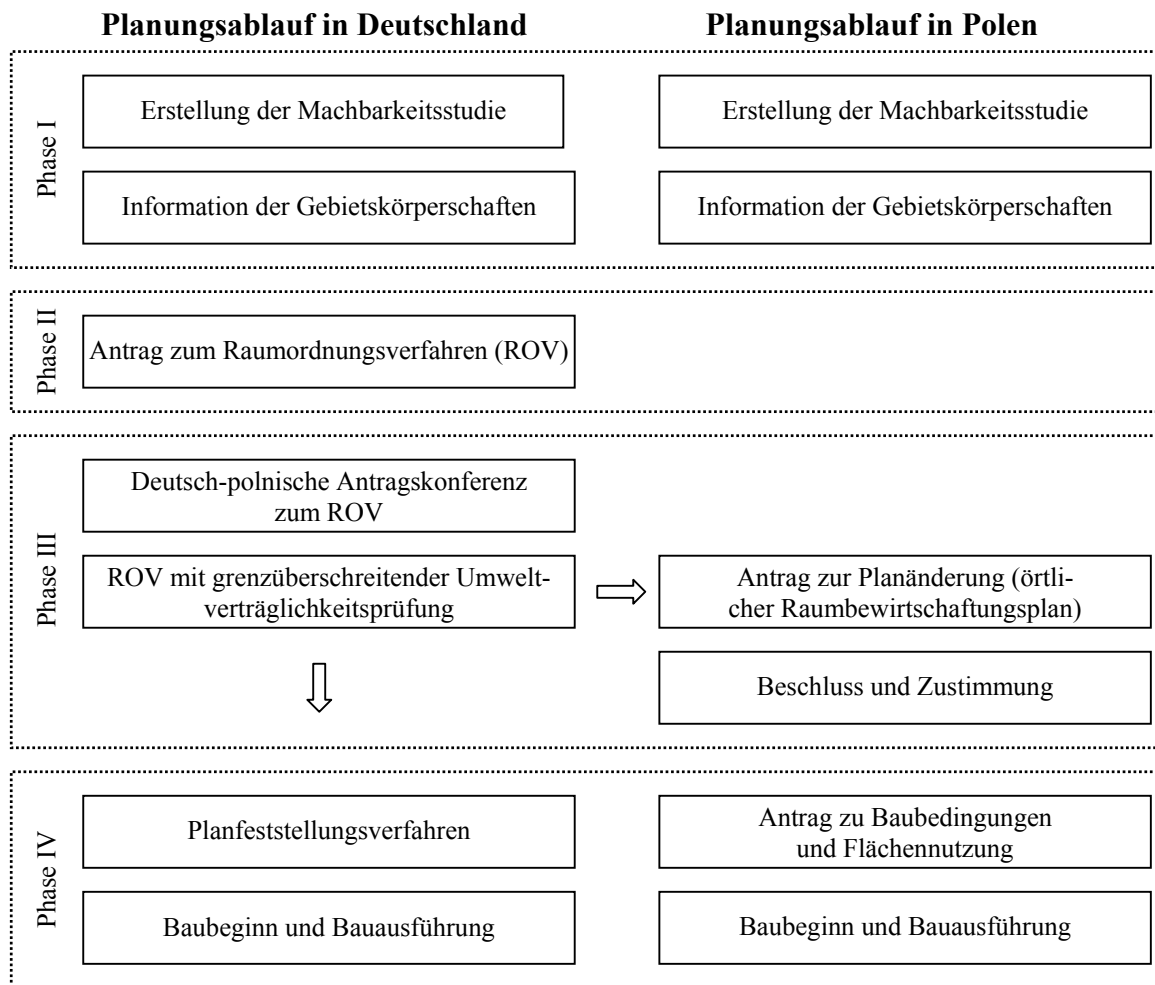 Planungsablauf in Deutschland
Planungsablauf in Polen
Phase I
Erstellung der Machbarkeitsstudie
Erstellung der Machbarkeitsstudie
Information der Gebietskörperschaften
Information der Gebietskörperschaften
Phase II
Antrag zum Raumordnungsverfahren (ROV)
Phase III
Deutsch-polnische Antragskonferenz
zum ROV
ROV mit grenzüberschreitender Umwelt-
verträglichkeitsprüfung
Antrag zur Planänderung (örtli-
cher Raumbewirtschaftungsplan)
Beschluss und Zustimmung
Phase IV
Planfeststellungsverfahren
Antrag zu Baubedingungen
und Flächennutzung
Baubeginn und Bauausführung
Baubeginn und Bauausführung